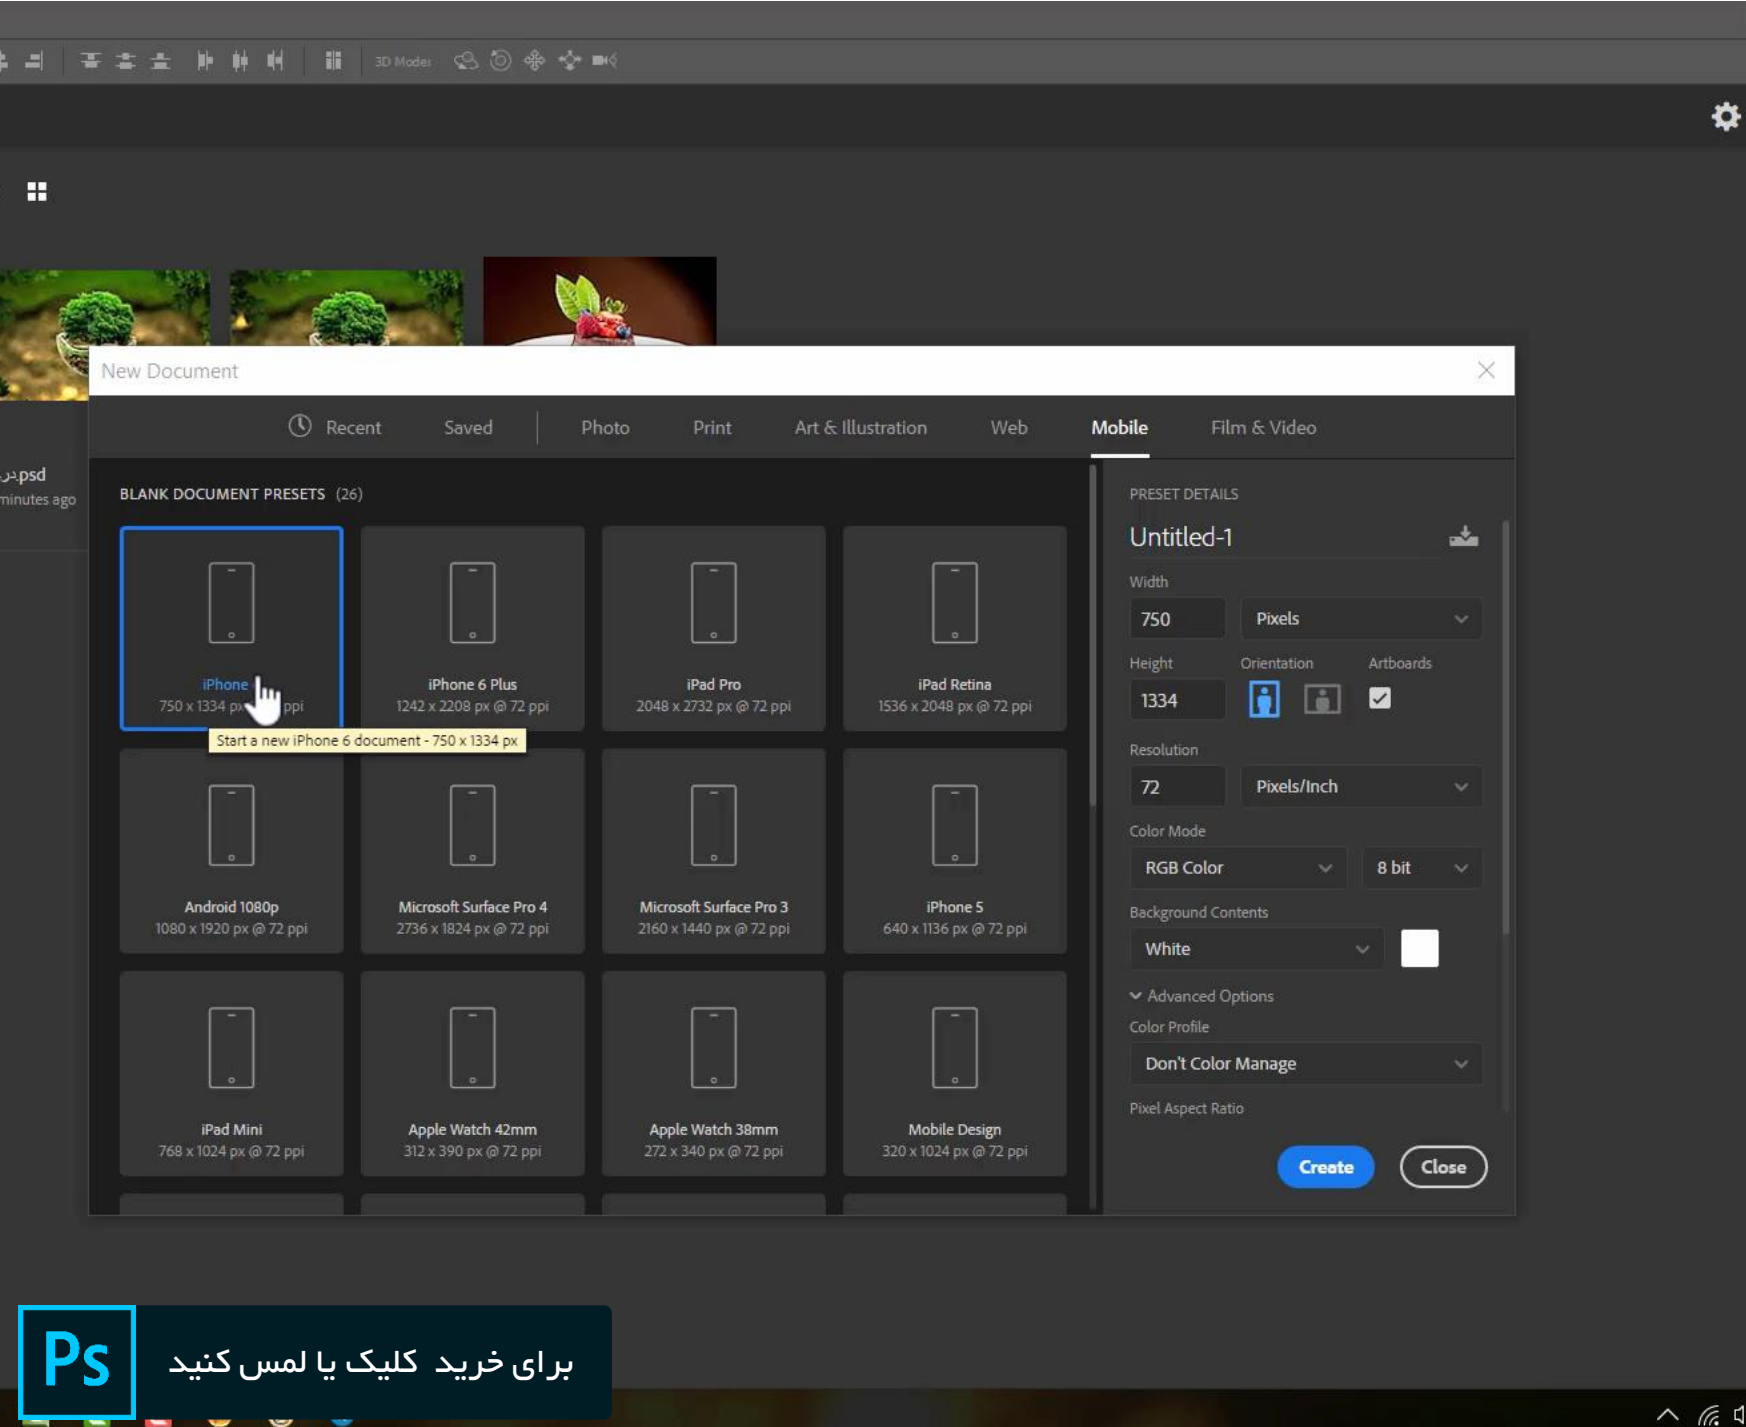 3D Mode:
در.psd
minutes ago
New Document
Recent Saved Photo Print Art & Illustration Web Mobile Film & Video
BLANK DOCUMENT PRESETS (26)
iPhone
750 x 1334 px ppi
iPhone 6 Plus
1242 x 2208 px @ 72 ppi
iPad Pro
2048 x 2732 px @ 72 ppi
iPad Retina
1536 x 2048 px @ 72 ppi
Start a new iPhone 6 document - 750 x 1334 px
Android 1080p
1080 x 1920 px @ 72 ppi
Microsoft Surface Pro 4
2736 x 1824 px @ 72 ppi
Microsoft Surface Pro 3
2160 x 1440 px @ 72 ppi
iPhone 5
640 x 1136 px @ 72 ppi
iPad Mini
768 x 1024 px @ 72 ppi
Apple Watch 42mm
312 x 390 px @ 72 ppi
Apple Watch 38mm
272 x 340 px @ 72 ppi
Mobile Design
320 x 1024 px @ 72 ppi
PRESET DETAILS
Untitled-1
Width
750 Pixels
Height Orientation Artboards
1334
Resolution
72 Pixels/Inch
Color Mode
RGB Color 8 bit
Background Contents
White
Advanced Options
Color Profile
Don't Color Manage
Pixel Aspect Ratio
Create Close
Ps
برای خرید کلیک یا لمس کنید